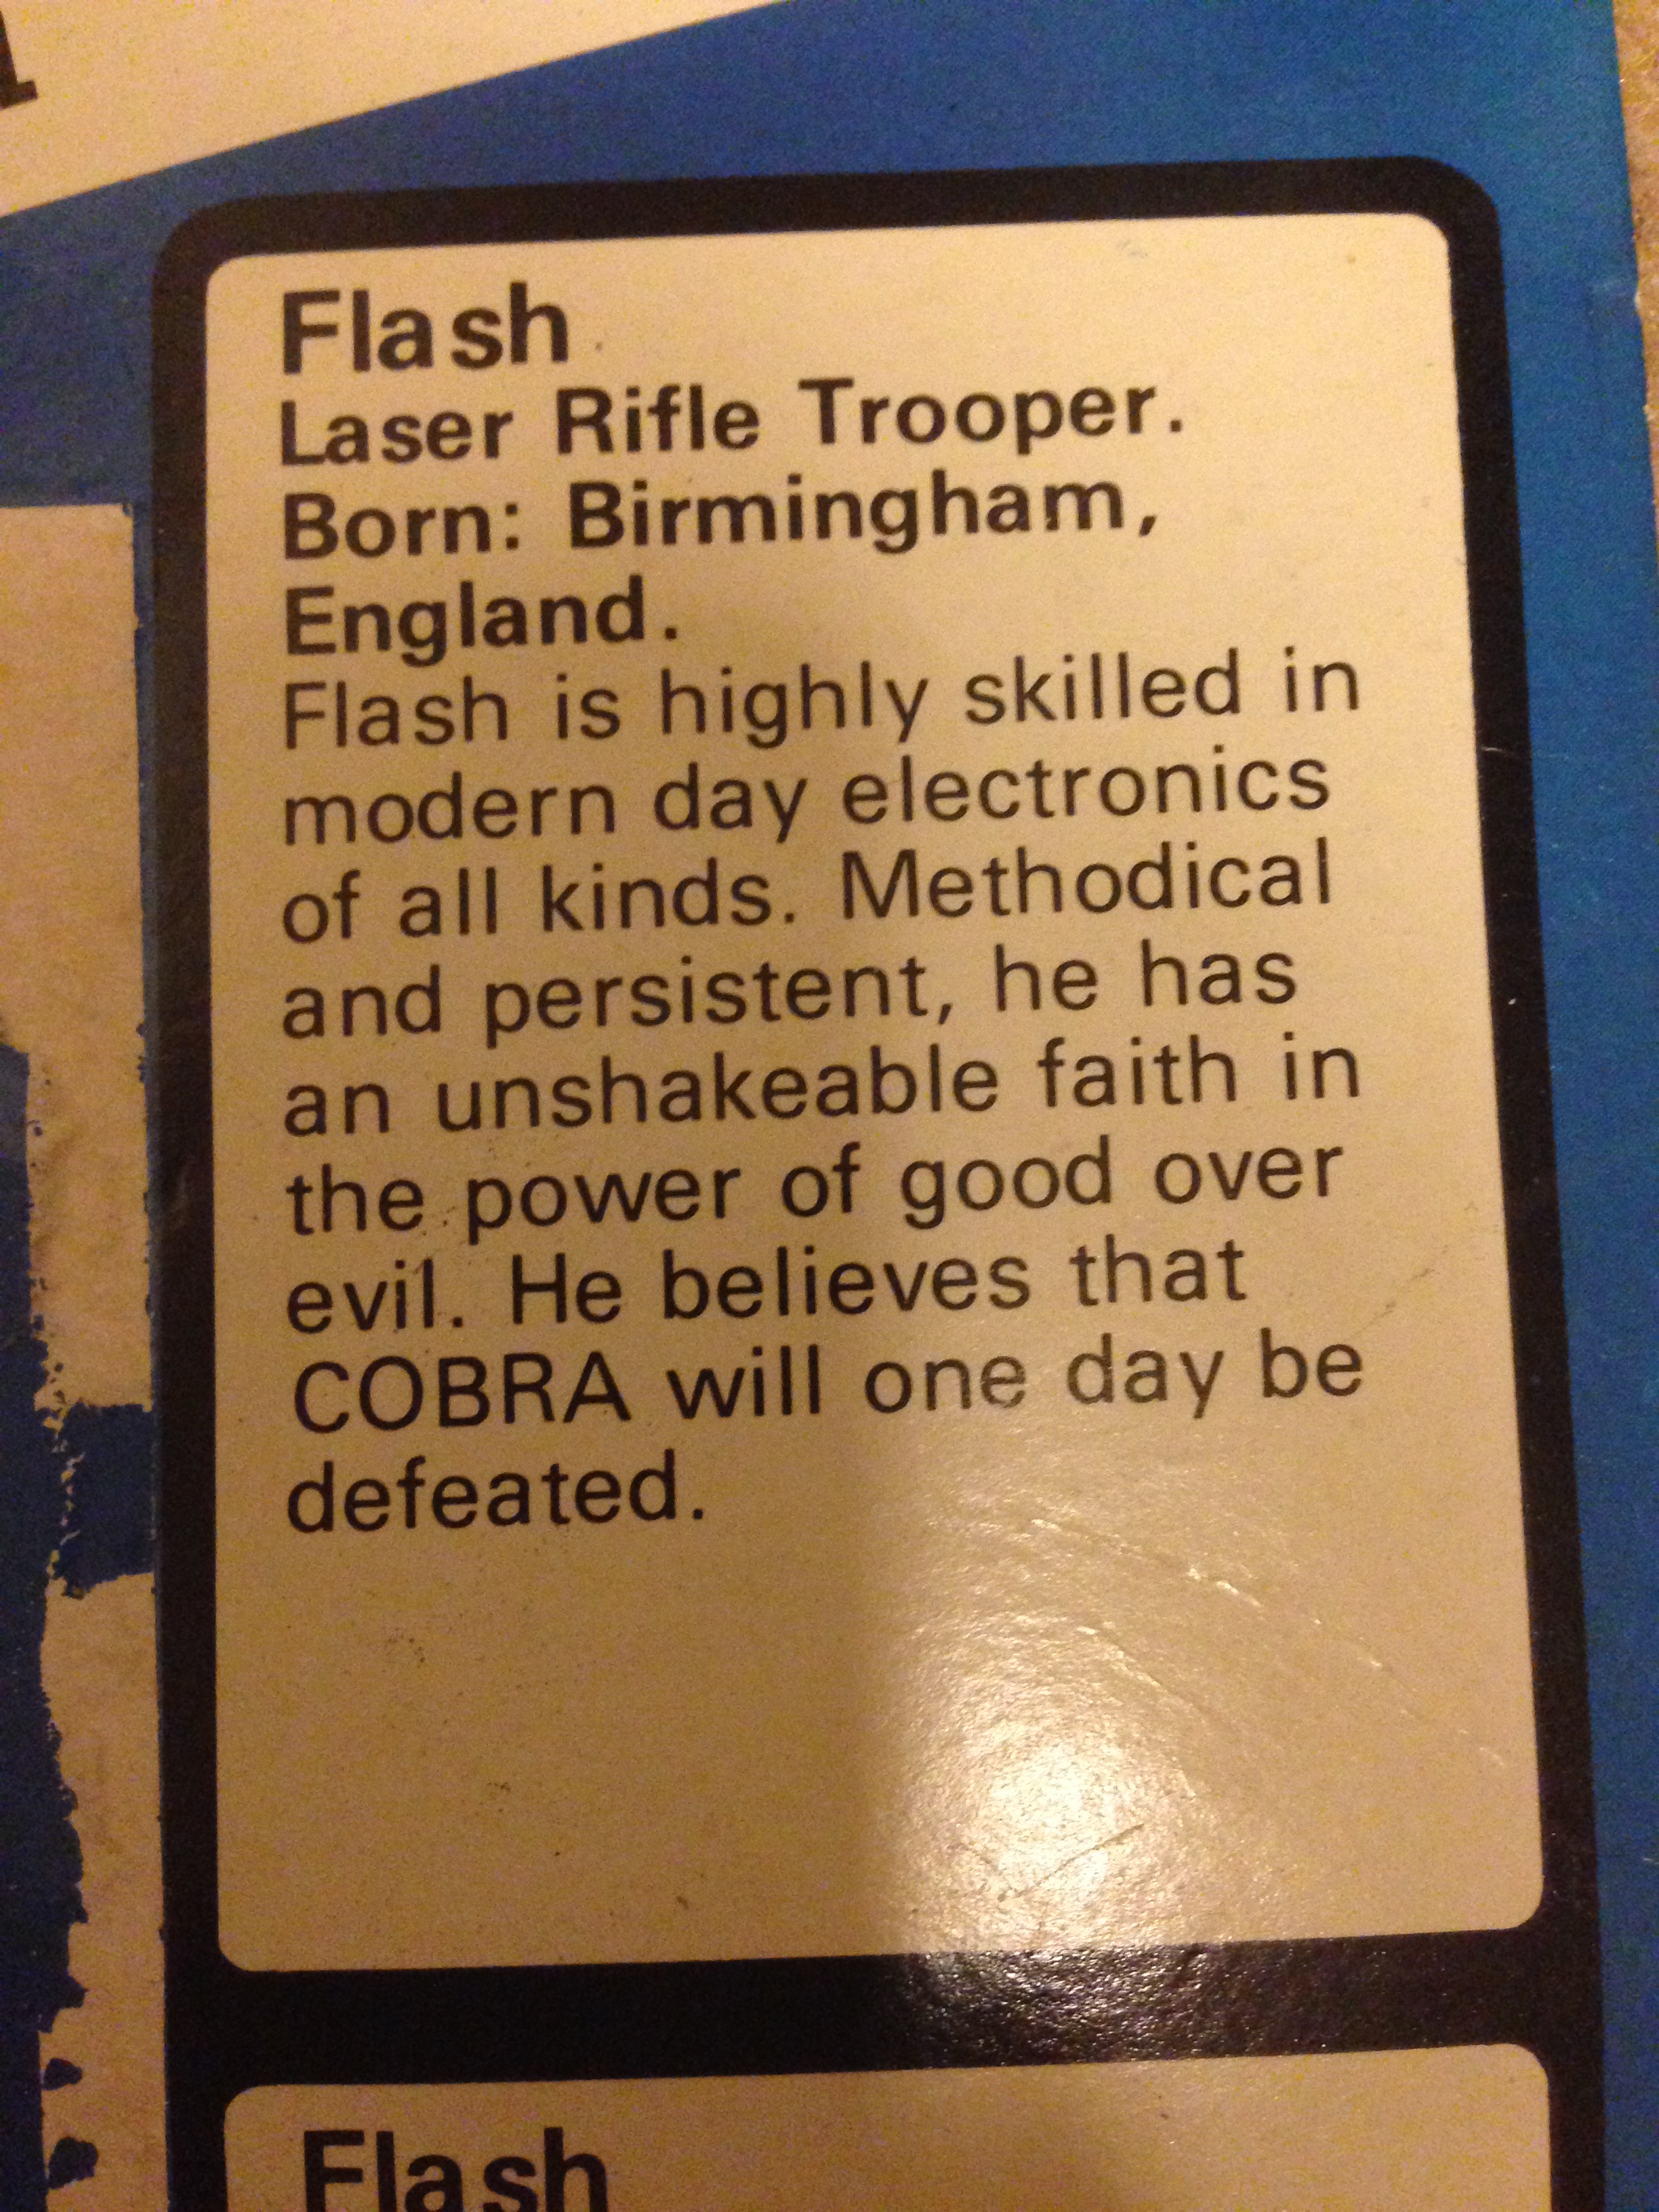 Flash
Laser Rifle Trooper.
Born: Birmingham,
England.
Flash is highly skilled in
modern day electronics
of all kinds. Methodical
and persistent, he has
an unshakeable faith in
the power of good over
evil. He believes that
COBRA will one day be
defeated.
Flash